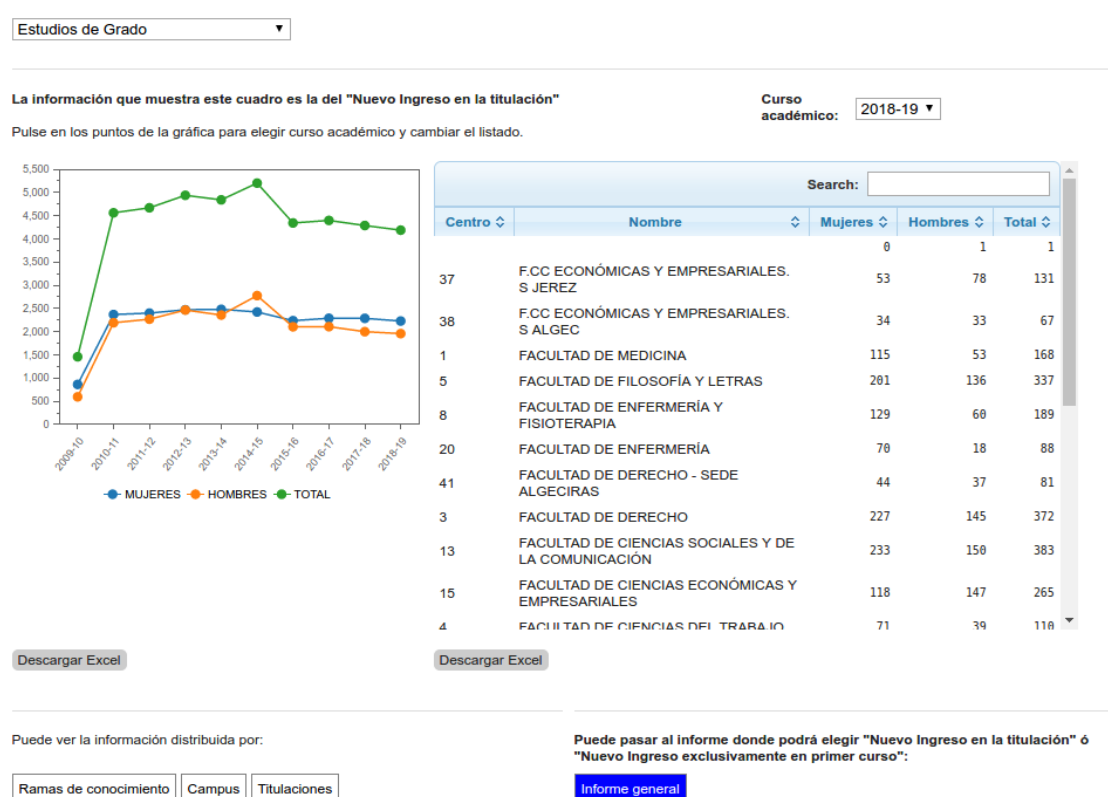 Estudios de Grado ▼
La información que muestra este cuadro es la del "Nuevo Ingreso en la titulación"
Pulse en los puntos de la gráfica para elegir curso académico y cambiar el listado.
Curso
académico:
2018-19 ▼
5,500
5,000
4,500
4,000
3,500
3,000
2,500
2,000
1,500
1,000
500
0
2009-10 2010-11 2011-12 2012-13 2013-14 2014-15 2015-16 2016-17 2017-18 2018-19
MUJERES HOMBRES TOTAL
Search:
Centro Nombre Mujeres Hombres Total
0 1 1
37 F.CC ECONÓMICAS Y EMPRESARIALES. 53 78 131
S JEREZ
38 F.CC ECONÓMICAS Y EMPRESARIALES. 34 33 67
S ALGEC
1 FACULTAD DE MEDICINA 115 53 168
5 FACULTAD DE FILOSOFÍA Y LETRAS 201 136 337
8 FACULTAD DE ENFERMERÍA Y 129 60 189
FISIOTERAPIA
20 FACULTAD DE ENFERMERÍA 70 18 88
41 FACULTAD DE DERECHO - SEDE 44 37 81
ALGECIRAS
3 FACULTAD DE DERECHO 227 145 372
13 FACULTAD DE CIENCIAS SOCIALES Y DE 233 150 383
LA COMUNICACIÓN
15 FACULTAD DE CIENCIAS ECONÓMICAS Y 118 147 265
EMPRESARIALES
4 FACULTAD DE CIENCIAS DEL TRABAJO 71 39 110
Descargar Excel
Descargar Excel
Puede ver la información distribuida por:
Ramas de conocimiento Campus Titulaciones
Puede pasar al informe donde podrá elegir "Nuevo Ingreso en la titulación" ó
"Nuevo Ingreso exclusivamente en primer curso":
Informe general